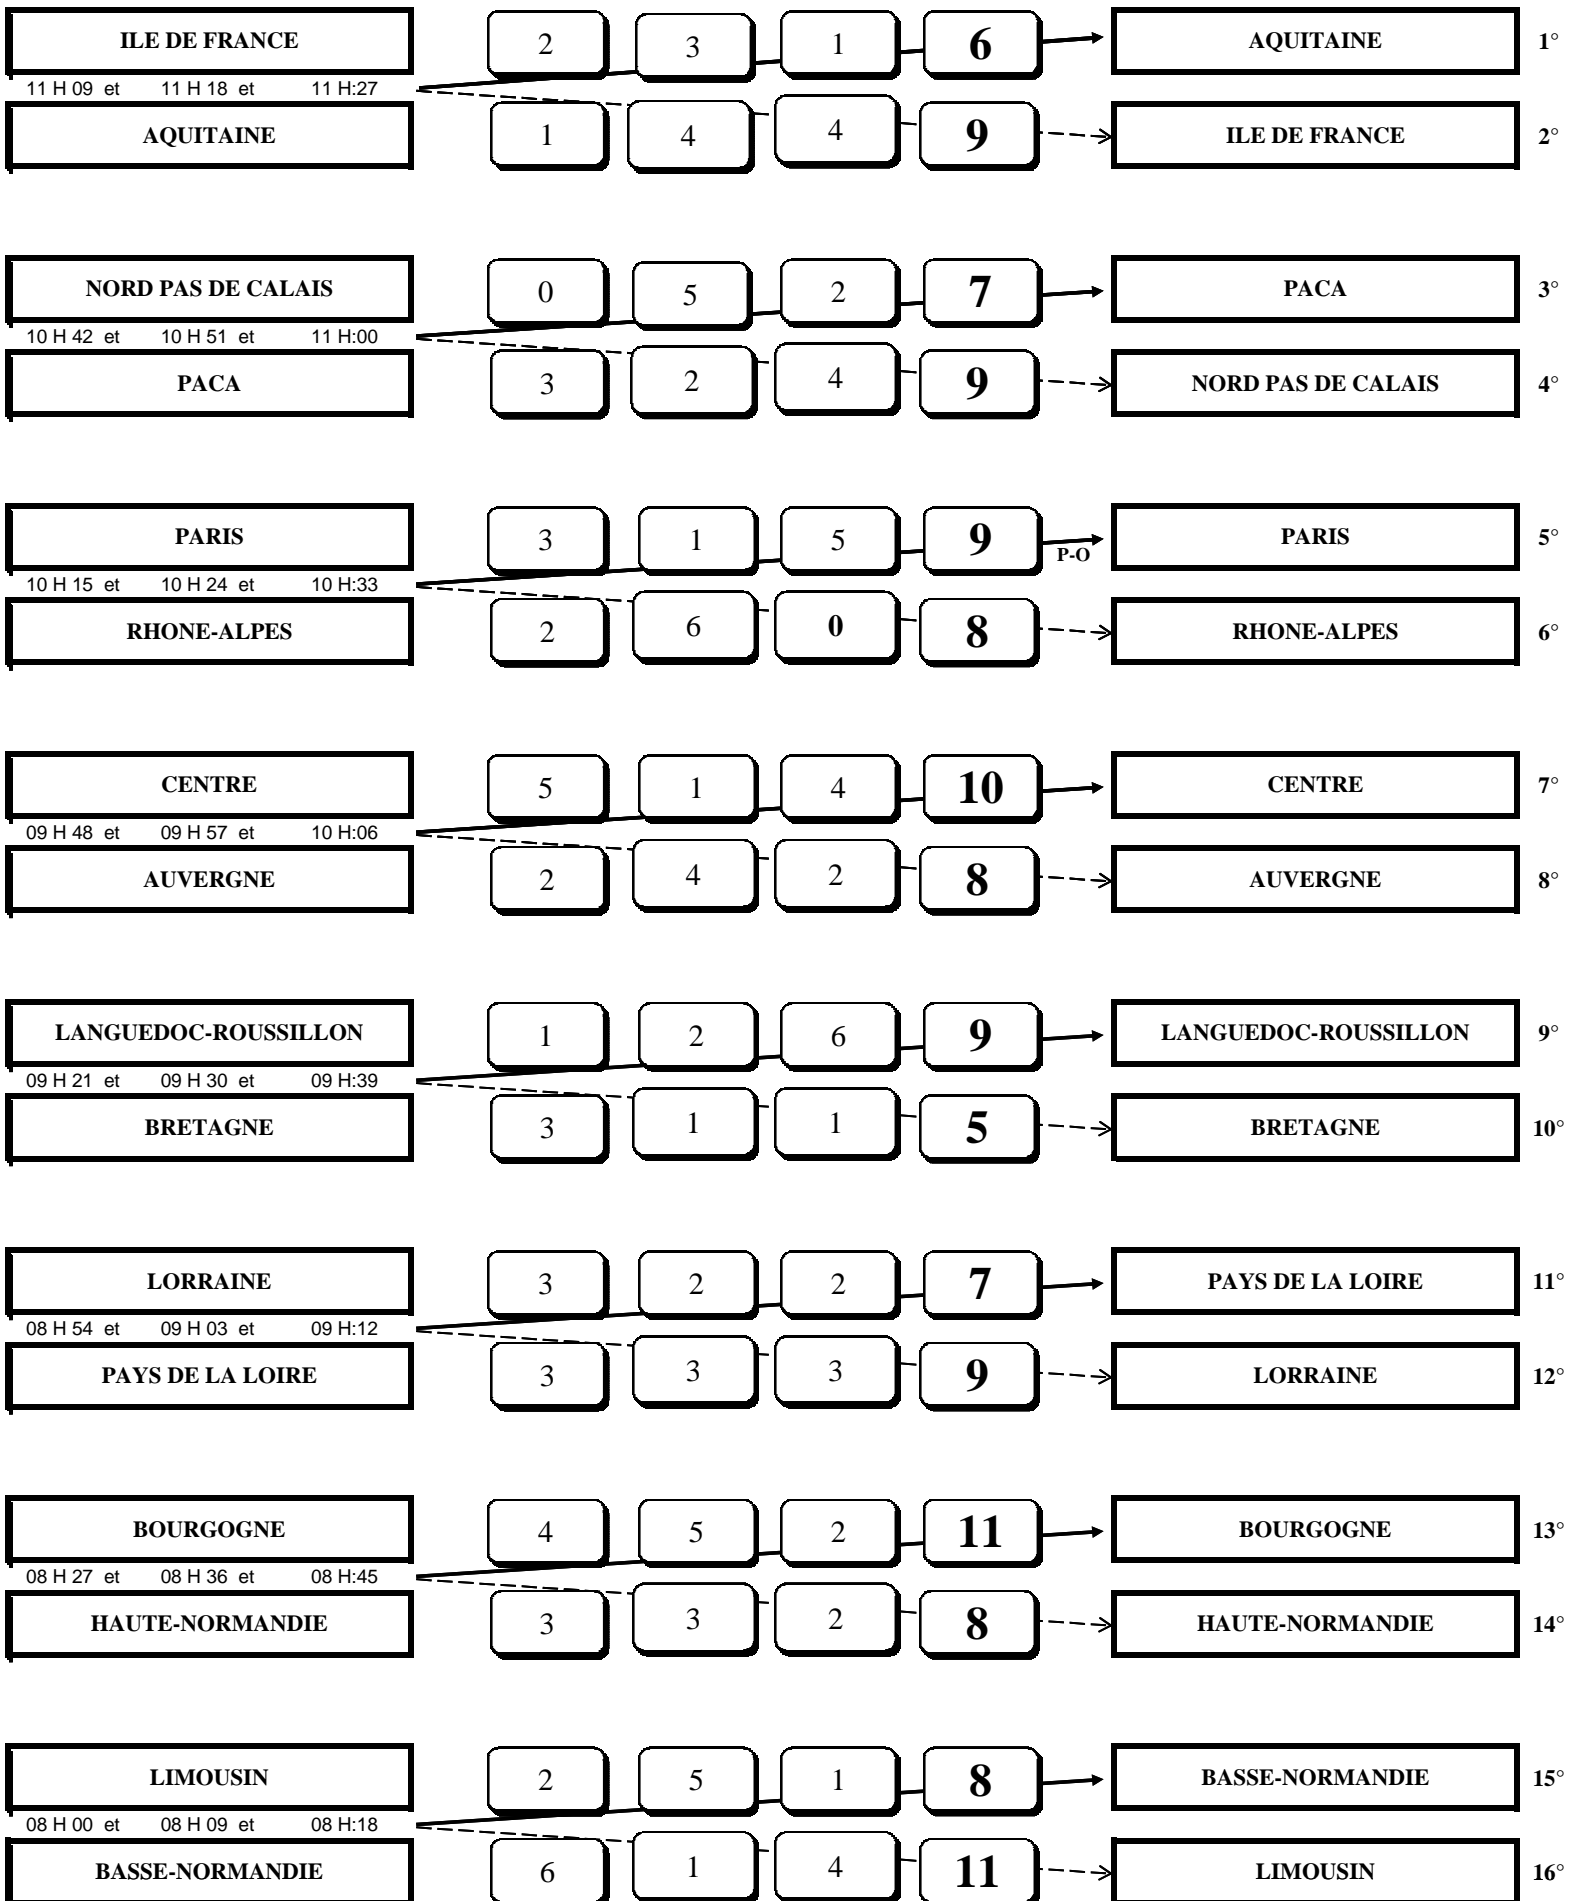 ILE DE FRANCE 2 3 1 6 AQUITAINE 1°
11 H 09 et 11 H 18 et 11 H:27
AQUITAINE 1 4 4 9 ILE DE FRANCE 2°
NORD PAS DE CALAIS 0 5 2 7 PACA 3°
10 H 42 et 10 H 51 et 11 H:00
PACA 3 2 4 9 NORD PAS DE CALAIS 4°
PARIS 3 1 5 9 P-O PARIS 5°
10 H 15 et 10 H 24 et 10 H:33
RHONE-ALPES 2 6 0 8 RHONE-ALPES 6°
CENTRE 5 1 4 10 CENTRE 7°
09 H 48 et 09 H 57 et 10 H:06
AUVERGNE 2 4 2 8 AUVERGNE 8°
LANGUEDOC-ROUSSILLON 1 2 6 9 LANGUEDOC-ROUSSILLON 9°
09 H 21 et 09 H 30 et 09 H:39
BRETAGNE 3 1 1 5 BRETAGNE 10°
LORRAINE 3 2 2 7 PAYS DE LA LOIRE 11°
08 H 54 et 09 H 03 et 09 H:12
PAYS DE LA LOIRE 3 3 3 9 LORRAINE 12°
BOURGOGNE 4 5 2 11 BOURGOGNE 13°
08 H 27 et 08 H 36 et 08 H:45
HAUTE-NORMANDIE 3 3 2 8 HAUTE-NORMANDIE 14°
LIMOUSIN 2 5 1 8 BASSE-NORMANDIE 15°
08 H 00 et 08 H 09 et 08 H:18
BASSE-NORMANDIE 6 1 4 11 LIMOUSIN 16°